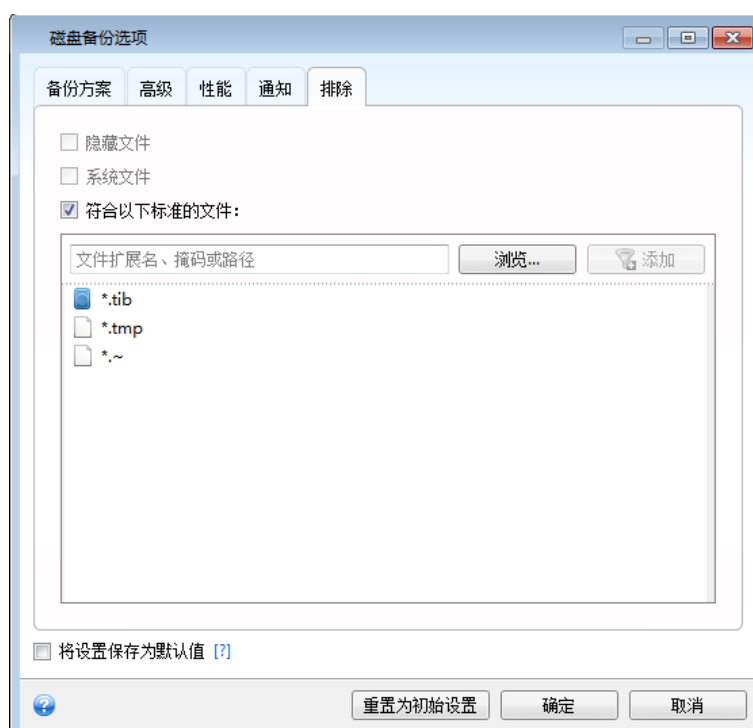 磁盘备份选项
备份方案 高级 性能 通知 排除
隐藏文件
系统文件
符合以下标准的文件:
文件扩展名、掩码或路径 浏览... 添加
*.tib
*.tmp
*.~
将设置保存为默认值 [?]
重置为初始设置 确定 取消